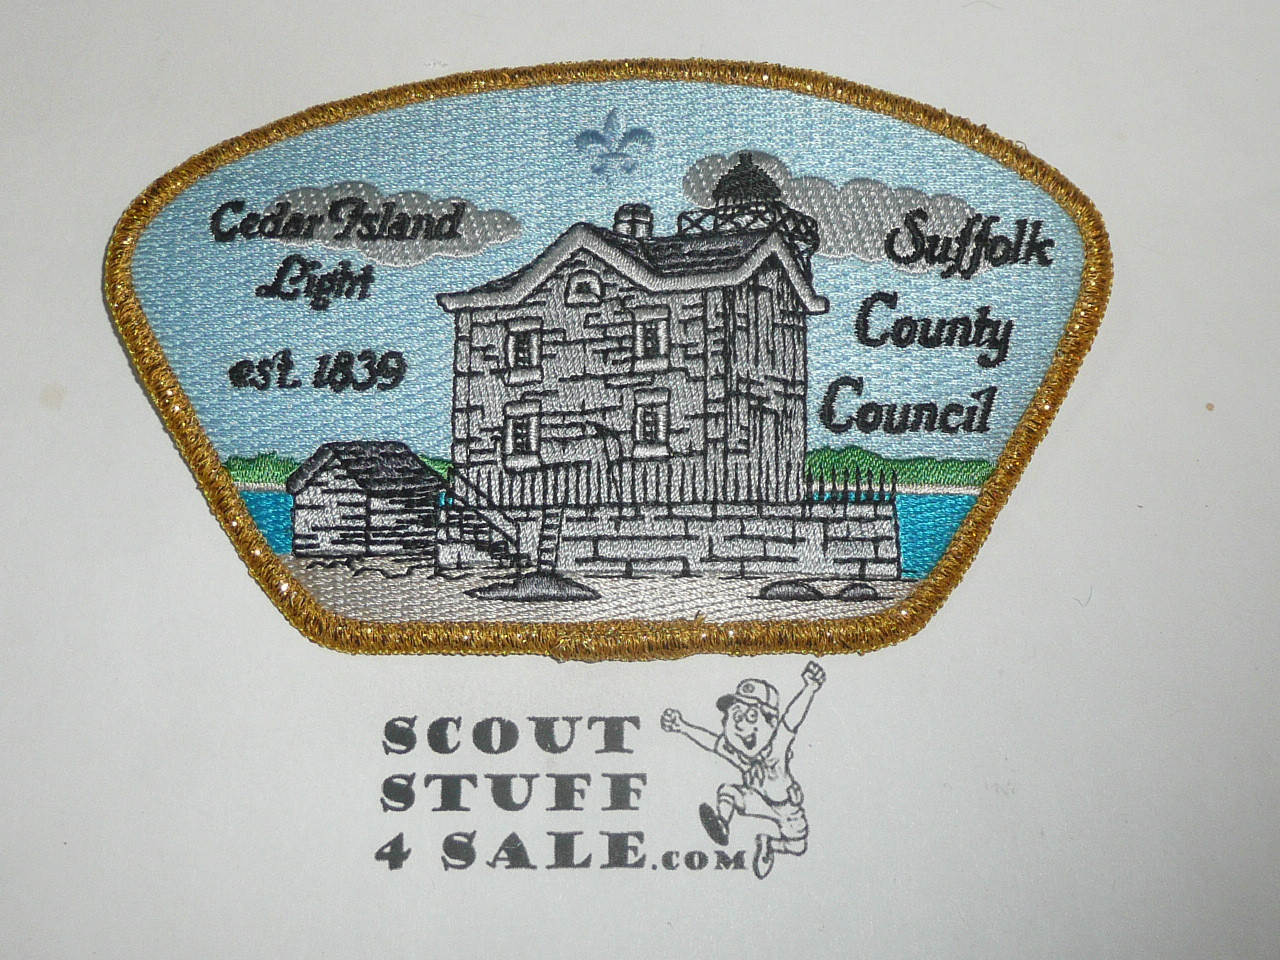 Cedar Island
Light
est. 1839
Suffolk
County
Council
SCOUT
STUFF
4 SALE.COM